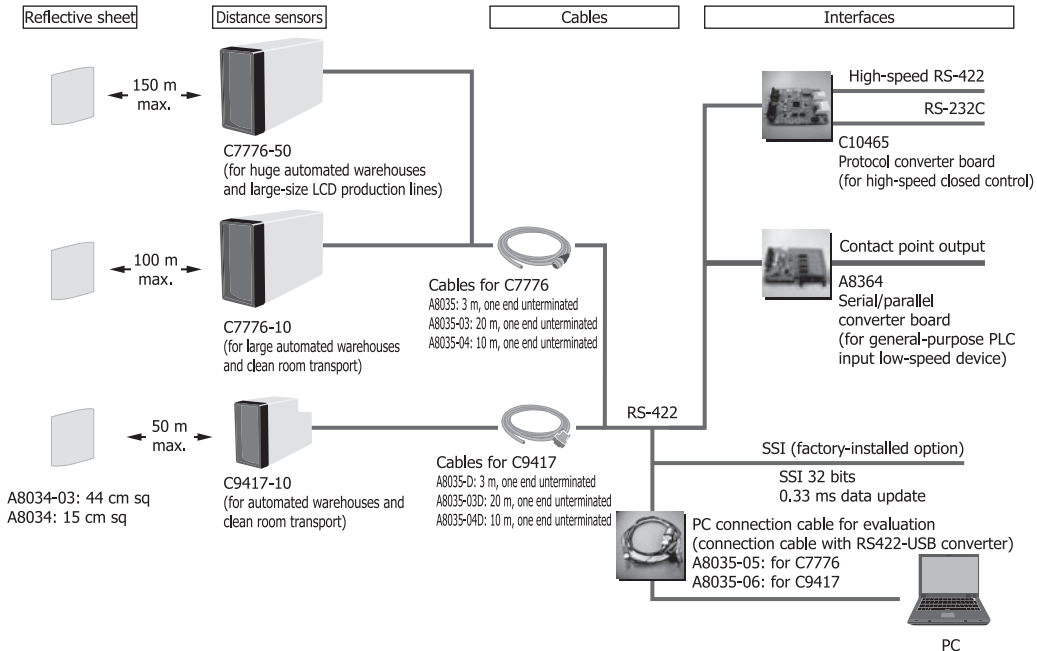 Reflective sheet
Distance sensors
Cables
Interfaces
150 m
max.
C7776-50
(for huge automated warehouses
and large-size LCD production lines)
100 m
max.
C7776-10
(for large automated warehouses
and clean room transport)
50 m
max.
A8034-03: 44 cm sq
A8034: 15 cm sq
C9417-10
(for automated warehouses and
clean room transport)
Cables for C7776
A8035: 3 m, one end unterminated
A8035-03: 20 m, one end unterminated
A8035-04: 10 m, one end unterminated
Cables for C9417
A8035-D: 3 m, one end unterminated
A8035-03D: 20 m, one end unterminated
A8035-04D: 10 m, one end unterminated
RS-422
High-speed RS-422
RS-232C
C10465
Protocol converter board
(for high-speed closed control)
Contact point output
A8364
Serial/parallel
converter board
(for general-purpose PLC
input low-speed device)
SSI (factory-installed option)
SSI 32 bits
0.33 ms data update
PC connection cable for evaluation
(connection cable with RS422-USB converter)
A8035-05: for C7776
A8035-06: for C9417
PC